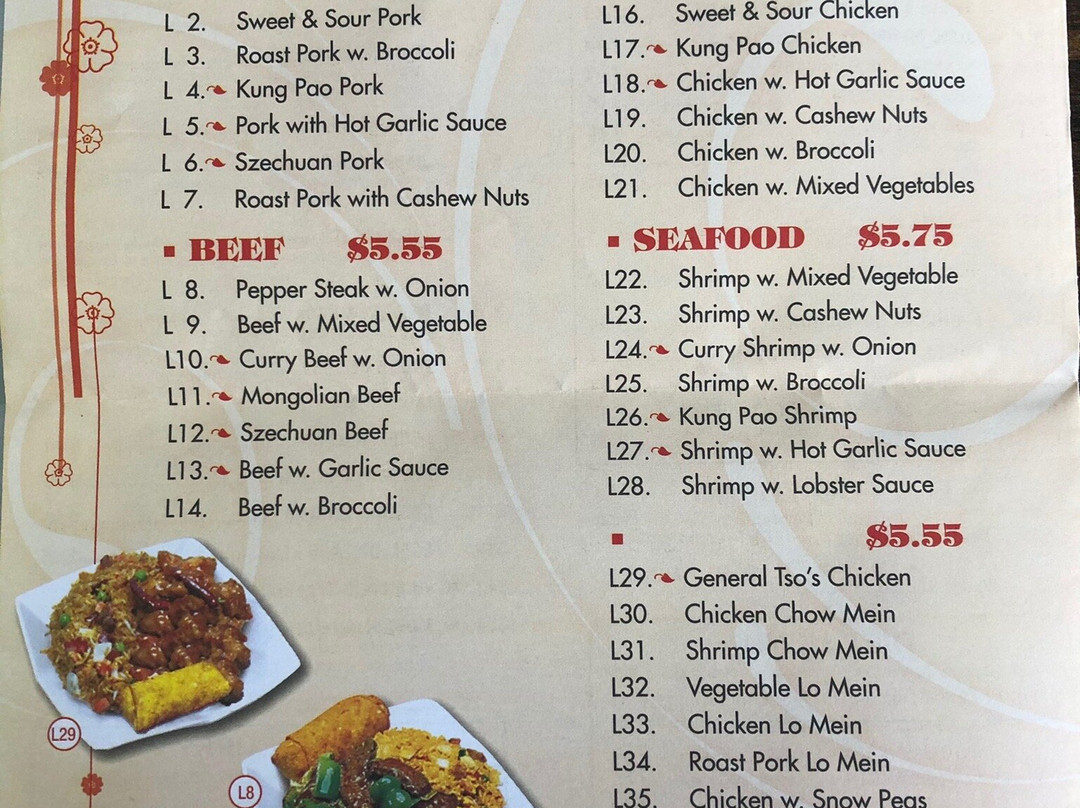 L 2. Sweet & Sour Pork
L 3. Roast Pork w. Broccoli
L 4. Kung Pao Pork
L 5. Pork with Hot Garlic Sauce
L 6. Szechuan Pork
L 7. Roast Pork with Cashew Nuts
BEEF $5.55
L 8. Pepper Steak w. Onion
L 9. Beef w. Mixed Vegetable
L10. Curry Beef w. Onion
L11. Mongolian Beef
L12. Szechuan Beef
L13. Beef w. Garlic Sauce
L14. Beef w. Broccoli
L29
L8
L16. Sweet & Sour Chicken
L17. Kung Pao Chicken
L18. Chicken w. Hot Garlic Sauce
L19. Chicken w. Cashew Nuts
L20. Chicken w. Broccoli
L21. Chicken w. Mixed Vegetables
SEAFOOD $5.75
L22. Shrimp w. Mixed Vegetable
L23. Shrimp w. Cashew Nuts
L24. Curry Shrimp w. Onion
L25. Shrimp w. Broccoli
L26. Kung Pao Shrimp
L27. Shrimp w. Hot Garlic Sauce
L28. Shrimp w. Lobster Sauce
$5.55
L29. General Tso's Chicken
L30. Chicken Chow Mein
L31. Shrimp Chow Mein
L32. Vegetable Lo Mein
L33. Chicken Lo Mein
L34. Roast Pork Lo Mein
L35. Chicken w. Snow Peas